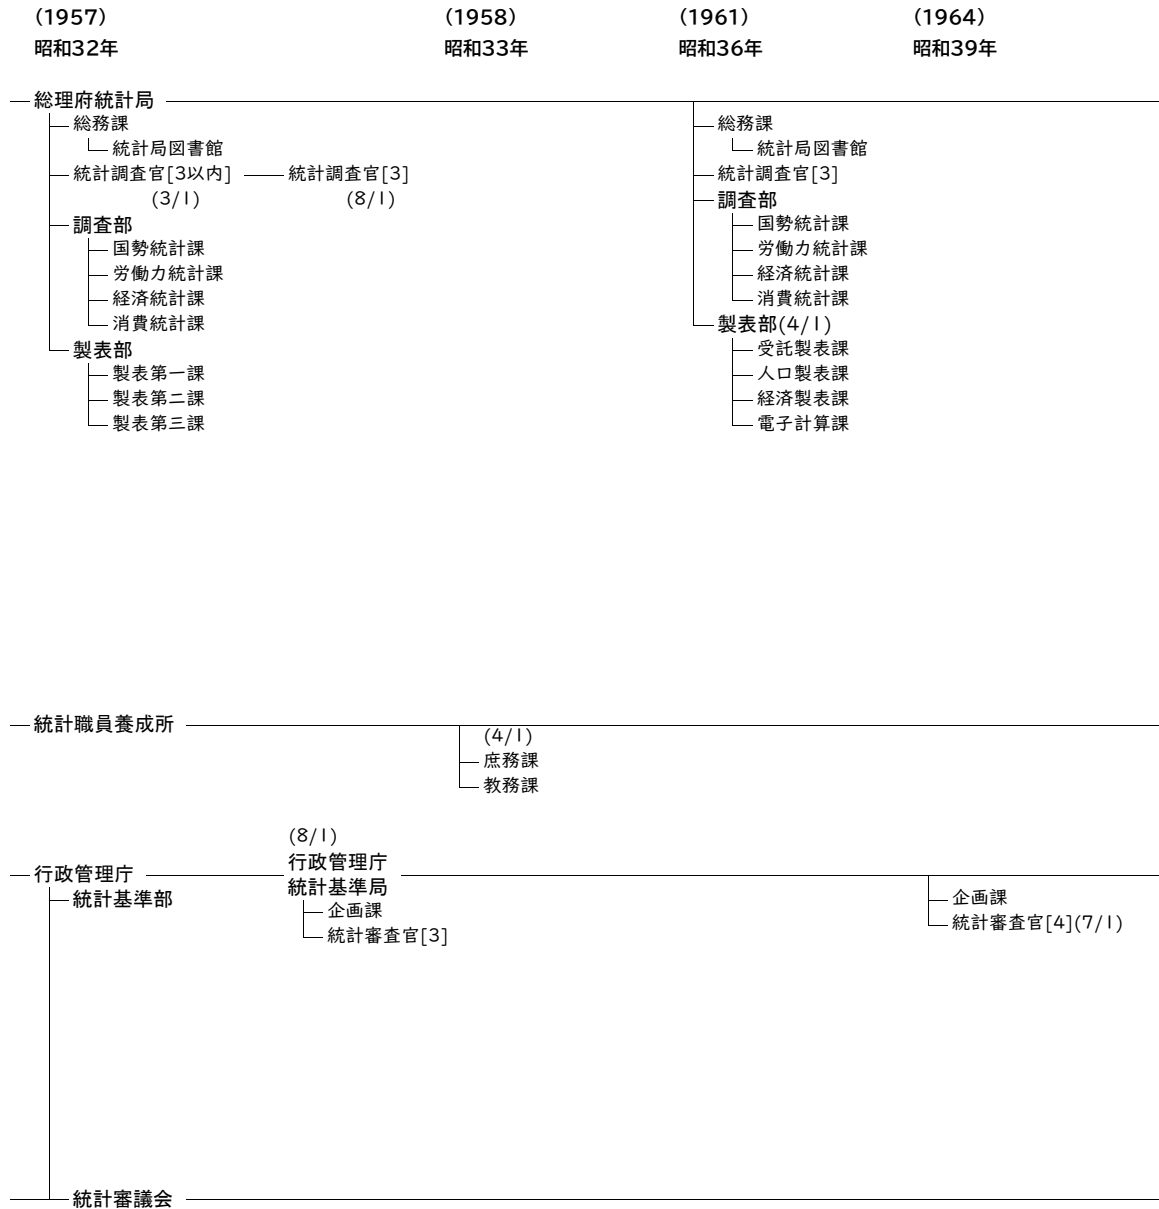 (1957) (1958) (1961) (1964)
昭和32年 昭和33年 昭和36年 昭和39年
総理府統計局
総務課 総務課
統計局図書館 統計局図書館
統計調査官[3以内] 統計調査官[3] 統計調査官[3]
(3/1) (8/1) 調査部
調査部 国勢統計課
国勢統計課 労働力統計課
労働力統計課 経済統計課
経済統計課 消費統計課
消費統計課 製表部(4/1)
製表部 受託製表課
製表第一課 人口製表課
製表第二課 経済製表課
製表第三課 電子計算課
統計職員養成所
(4/1)
庶務課
教務課
(8/1)
行政管理庁 行政管理庁
統計基準部 統計基準局 企画課
企画課 統計審査官[4](7/1)
統計審査官[3]
統計審議会